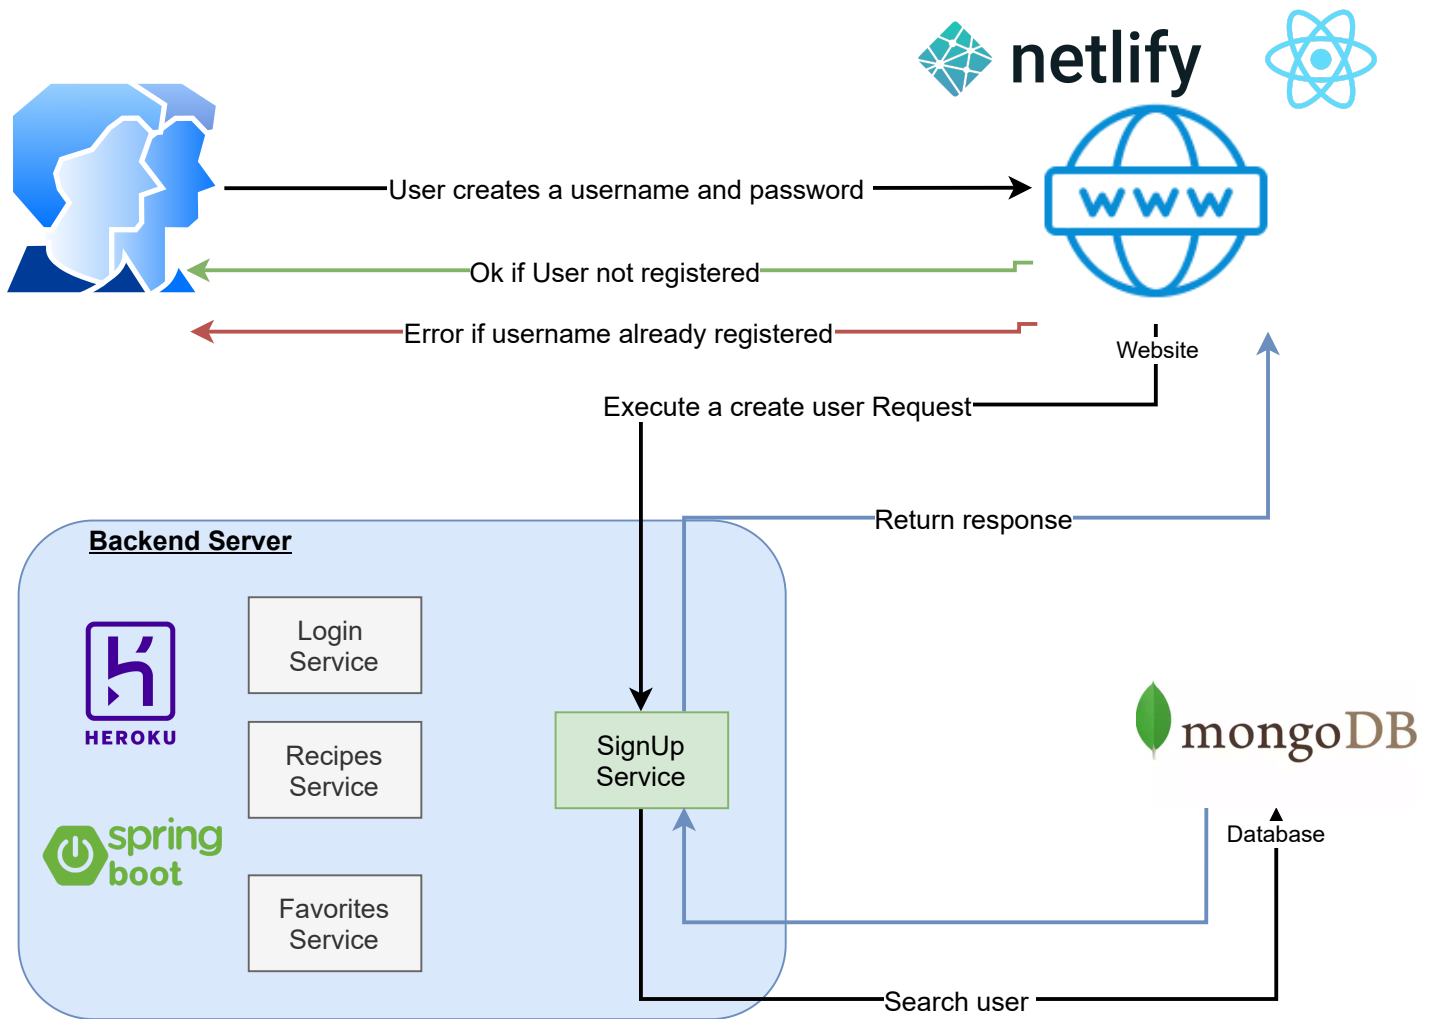 netlify
www
User creates a username and password
Ok if User not registered
Error if username already registered
Website
Execute a create user Request
Return response
Backend Server
Login
Service
HEROKU
Recipes
Service
SignUp
Service
mongoDB
spring
boot
Database
Favorites
Service
Search user